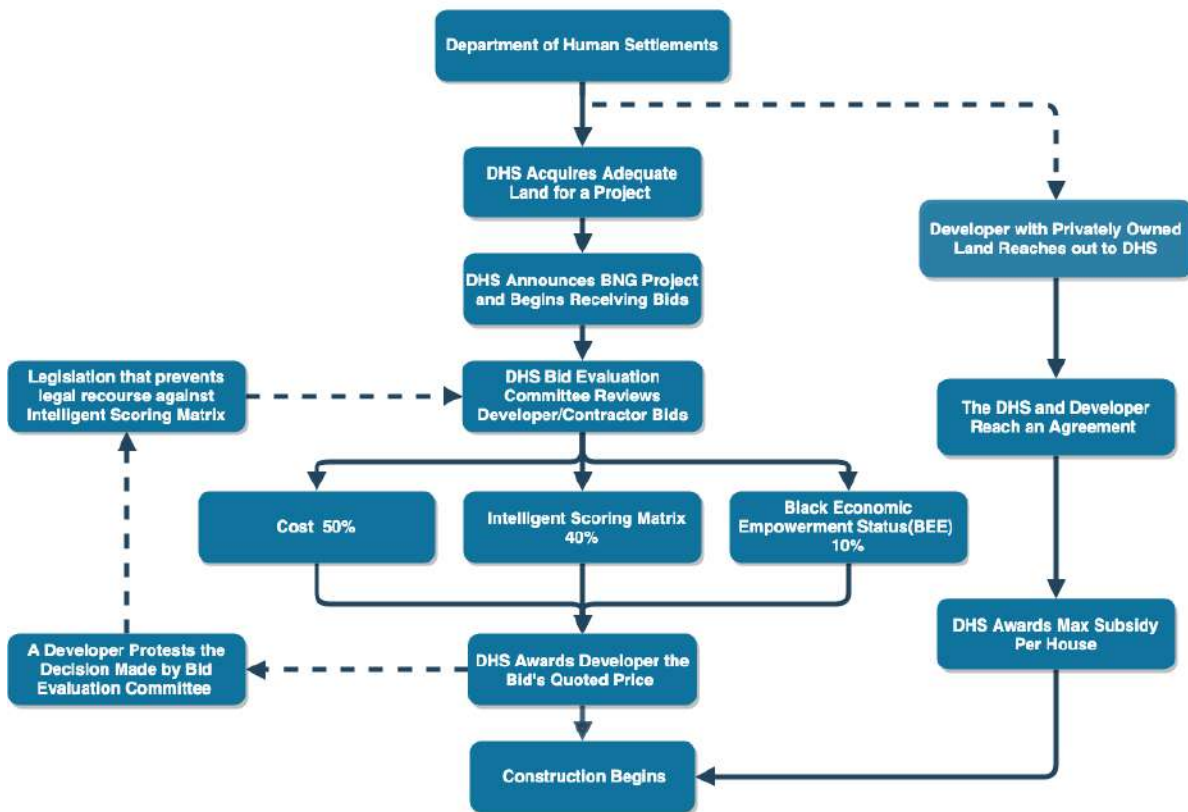 Department of Human Settlements
DHS Acquires Adequate
Land for a Project
Developer with Privately Owned
Land Reaches out to DHS
DHS Announces BNG Project
and Begins Receiving Bids
Legislation that prevents
legal recourse against
Intelligent Scoring Matrix
DHS Bid Evaluation
Committee Reviews
Developer/Contractor Bids
The DHS and Developer
Reach an Agreement
Cost 50%
Intelligent Scoring Matrix
40%
Black Economic
Empowerment Status(BEE)
10%
A Developer Protests the
Decision Made by Bid
Evaluation Committee
DHS Awards Developer the
Bid's Quoted Price
DHS Awards Max Subsidy
Per House
Construction Begins